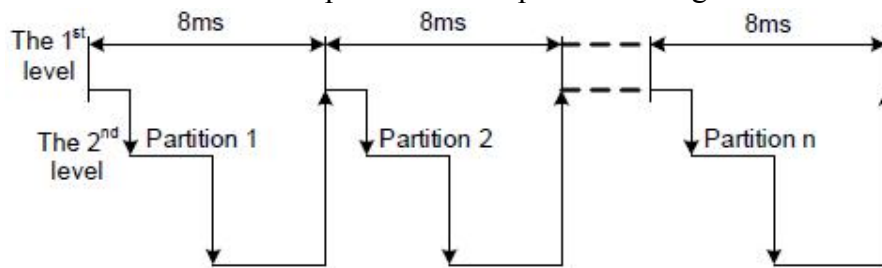 8ms 8ms 8ms
The 1st
level
The 2nd Partition 1 Partition 2 Partition n
level